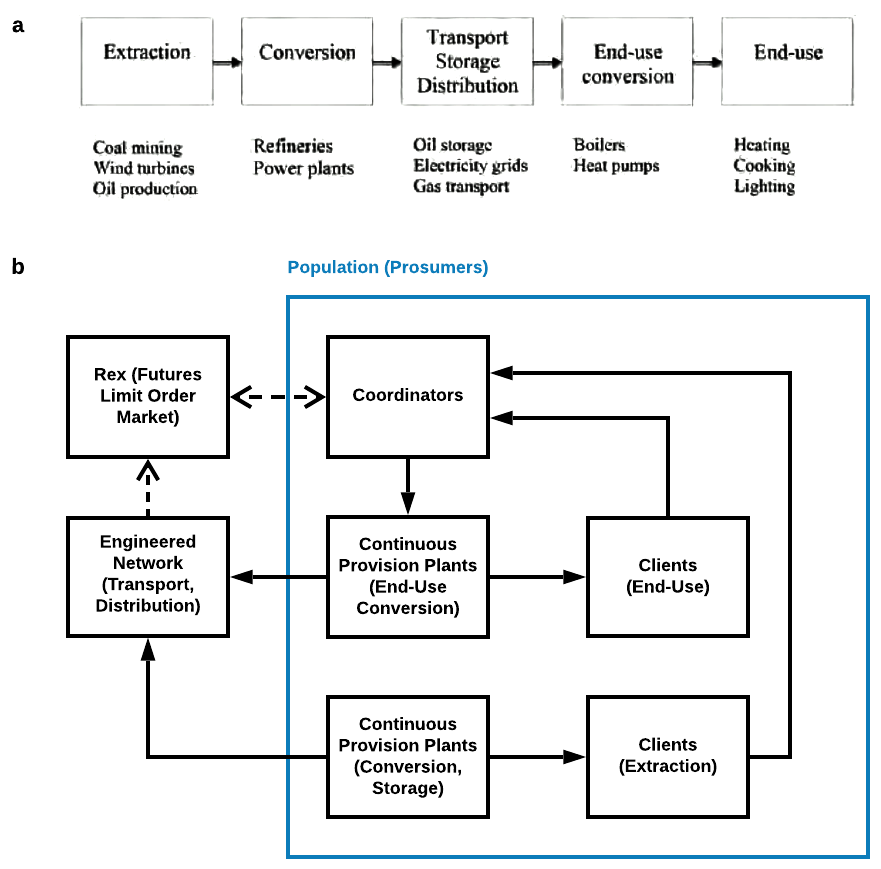 a
Extraction
Conversion
Transport
Storage
Distribution
End-use
conversion
End-use
Coal mining
Wind turbines
Oil production
Refineries
Power plants
Oil storage
Electricity grids
Gas transport
Boilers
Heat pumps
Heating
Cooking
Lighting
b
Population (Prosumers)
Rex (Futures
Limit Order
Market)
Coordinators
Engineered
Network
(Transport,
Distribution)
Continuous
Provision Plants
(End-Use
Conversion)
Clients
(End-Use)
Continuous
Provision Plants
(Conversion,
Storage)
Clients
(Extraction)